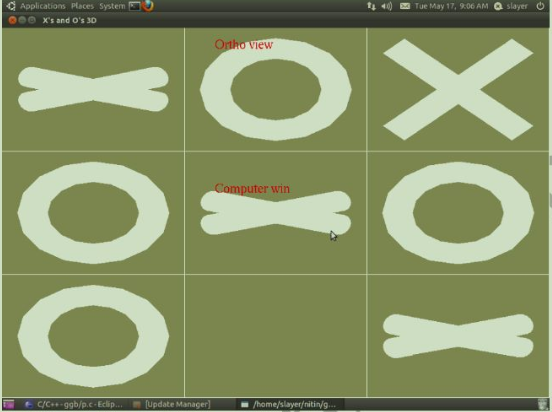 Applications Places System
Tue May 17, 9:06 AM slayer
X's and O's 3D
Ortho view
Computer win
C/C++ - ggb/p.c - Eclip...
[Update Manager]
/home/slayer/nitin/g...